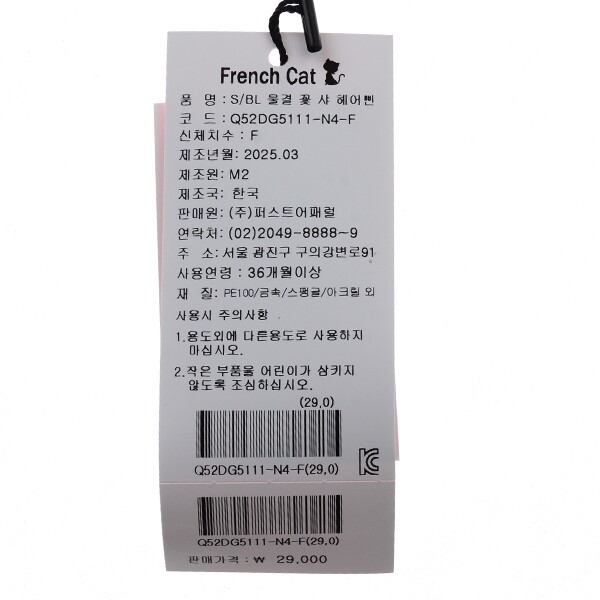 French Cat
품 명 : S/BL 물결 꽃 샤 헤어삔
코 드 : Q52DG5111-N4-F
신체치수 : F
제조년월: 2025.03
제조원: M2
제조국: 한국
판매원: (주)퍼스트어패럴
연락처: (02)2049-8888~9
주 소: 서울 광진구 구의강변로91
사용연령 : 36개월이상
재 질: PE100/금속/스팽글/아크릴 외
사용시 주의사항
1.용도외에 다른용도로 사용하지
마십시오.
2.작은 부품을 어린이가 삼키지
않도록 조심하십시오.
(29,0)
Q52DG5111-N4-F(29,0)
Q52DG5111-N4-F(29,0)
판매가격 : ₩ 29,000